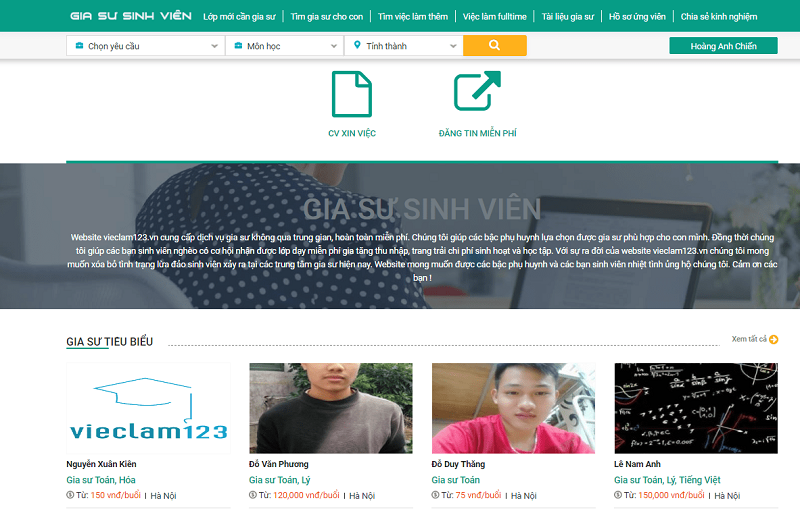 GIA SƯ SINH VIÊN
Lớp mới cần gia sư | Tìm gia sư cho con | Tìm việc làm thêm | Việc làm fulltime | Tài liệu gia sư | Hồ sơ ứng viên | Chia sẻ kinh nghiệm
Chọn yêu cầu Môn học Tỉnh thành Hoàng Anh Chiến
CV XIN VIỆC ĐĂNG TIN MIỄN PHÍ
GIA SƯ SINH VIÊN
Website vieclam123.vn cung cấp dịch vụ gia sư không qua trung gian, hoàn toàn miễn phí. Chúng tôi giúp các bậc phụ huynh lựa chọn được gia sư phù hợp cho con mình. Đồng thời chúng
tôi giúp các bạn sinh viên nghèo có cơ hội nhận được lớp dạy miễn phí gia tăng thu nhập, trang trải chi phí sinh hoạt và học tập. Với sự ra đời của website vieclam123.vn chúng tôi mong
muốn xóa bỏ tình trạng lừa đảo sinh viên xảy ra tại các trung tâm gia sư hiện nay. Website mong muốn được các bậc phụ huynh và các bạn sinh viên nhiệt tình ủng hộ chúng tôi. Cảm ơn các
bạn !
GIA SƯ TIÊU BIỂU Xem tất cả
vieclam123
Nguyễn Xuân Kiên Đỗ Văn Phương Đỗ Duy Thăng Lê Nam Anh
Gia sư Toán, Hóa Gia sư Toán, Lý Gia sư Toán Gia sư Toán, Lý, Tiếng Việt
Từ: 150 vnđ/buổi | Hà Nội Từ: 120,000 vnđ/buổi | Hà Nội Từ: 75 vnđ/buổi | Hà Nội Từ: 150,000 vnđ/buổi | Hà Nội